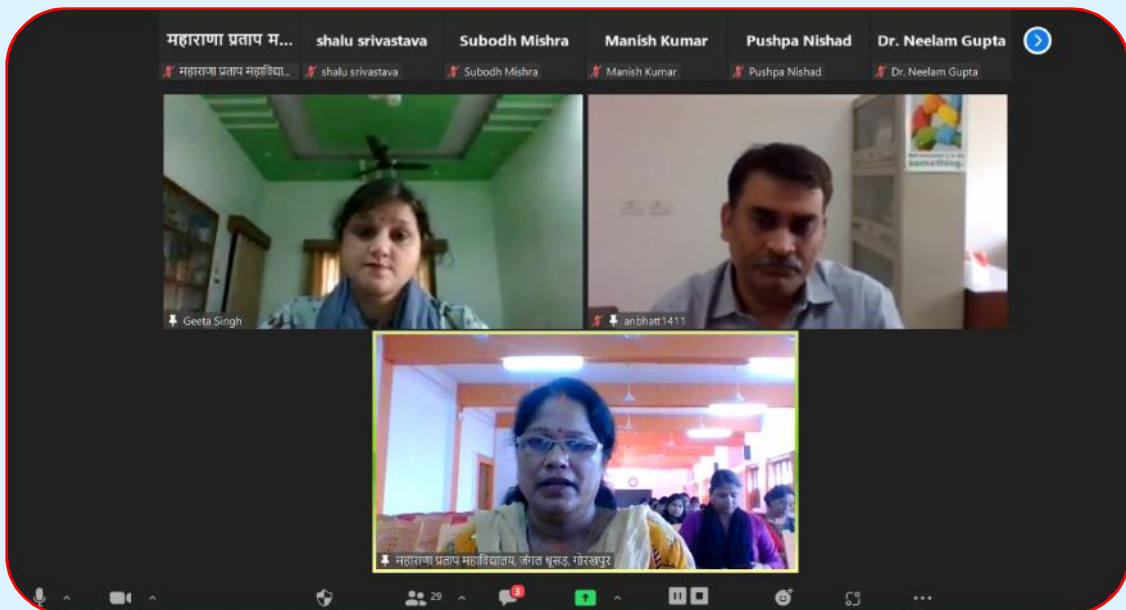 महाराणा प्रताप म... shalu srivastava Subodh Mishra Manish Kumar Pushpa Nishad Dr. Neelam Gupta
महाराणा प्रताप महाविद्या... shalu srivastava Subodh Mishra Manish Kumar Pushpa Nishad Dr. Neelam Gupta
something.
Geeta Singh anbhatt1411
महाराणा प्रताप महाविद्यालय, जंगल धूसड़, गोरखपुर
29 3